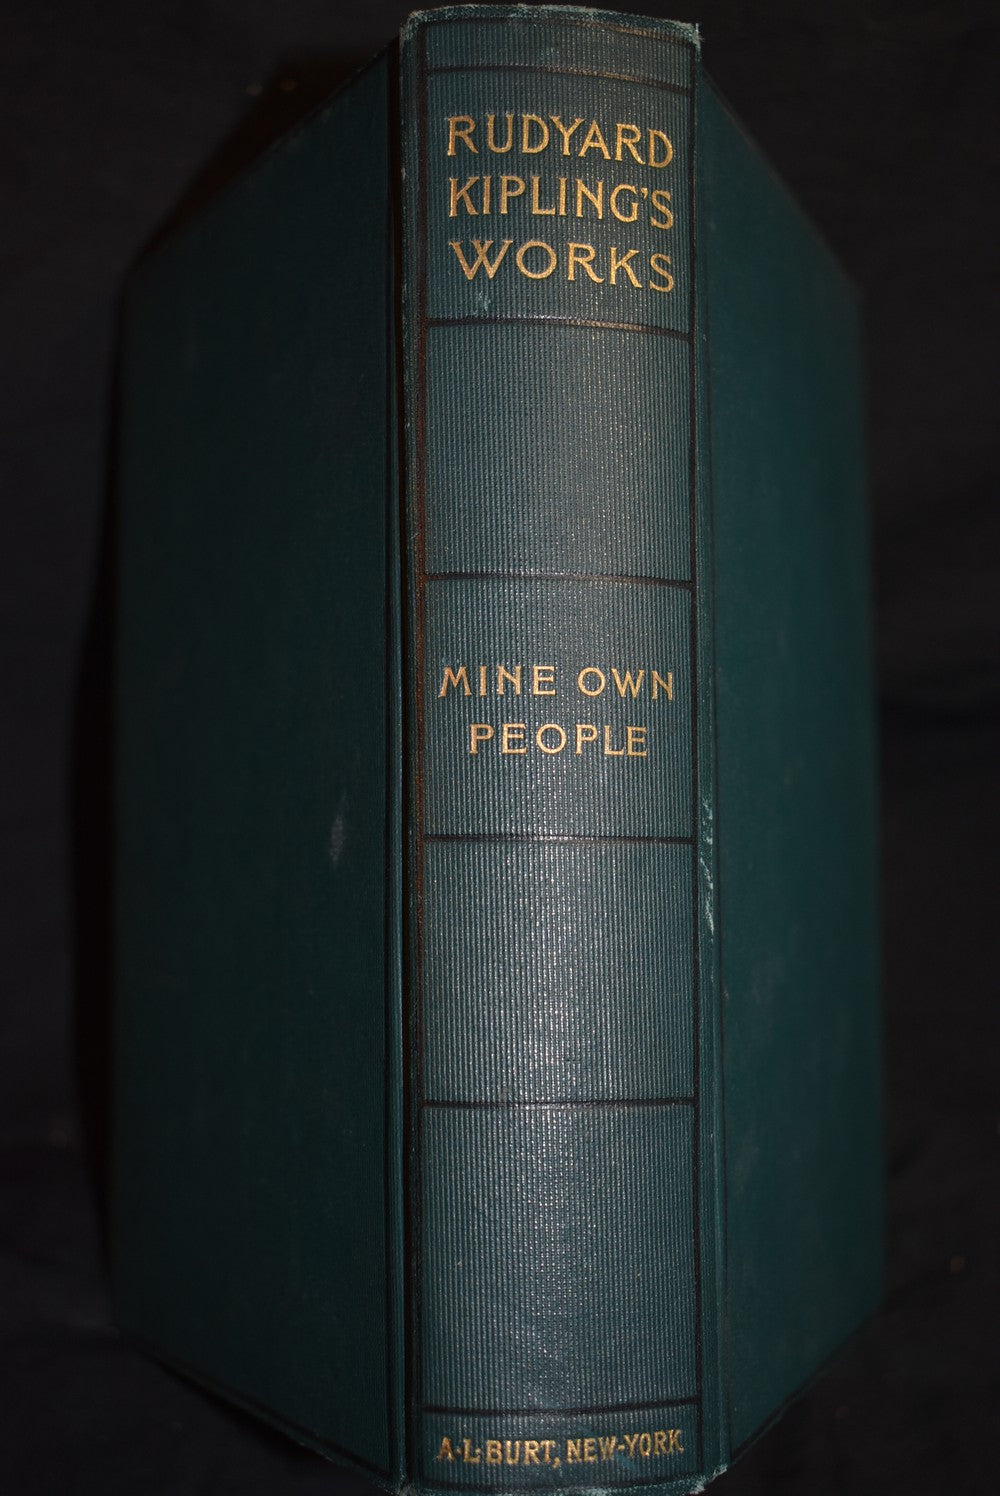 RUDYARD
KIPLING'S
WORKS
MINE OWN
PEOPLE
A·L·BURT, NEW-YORK